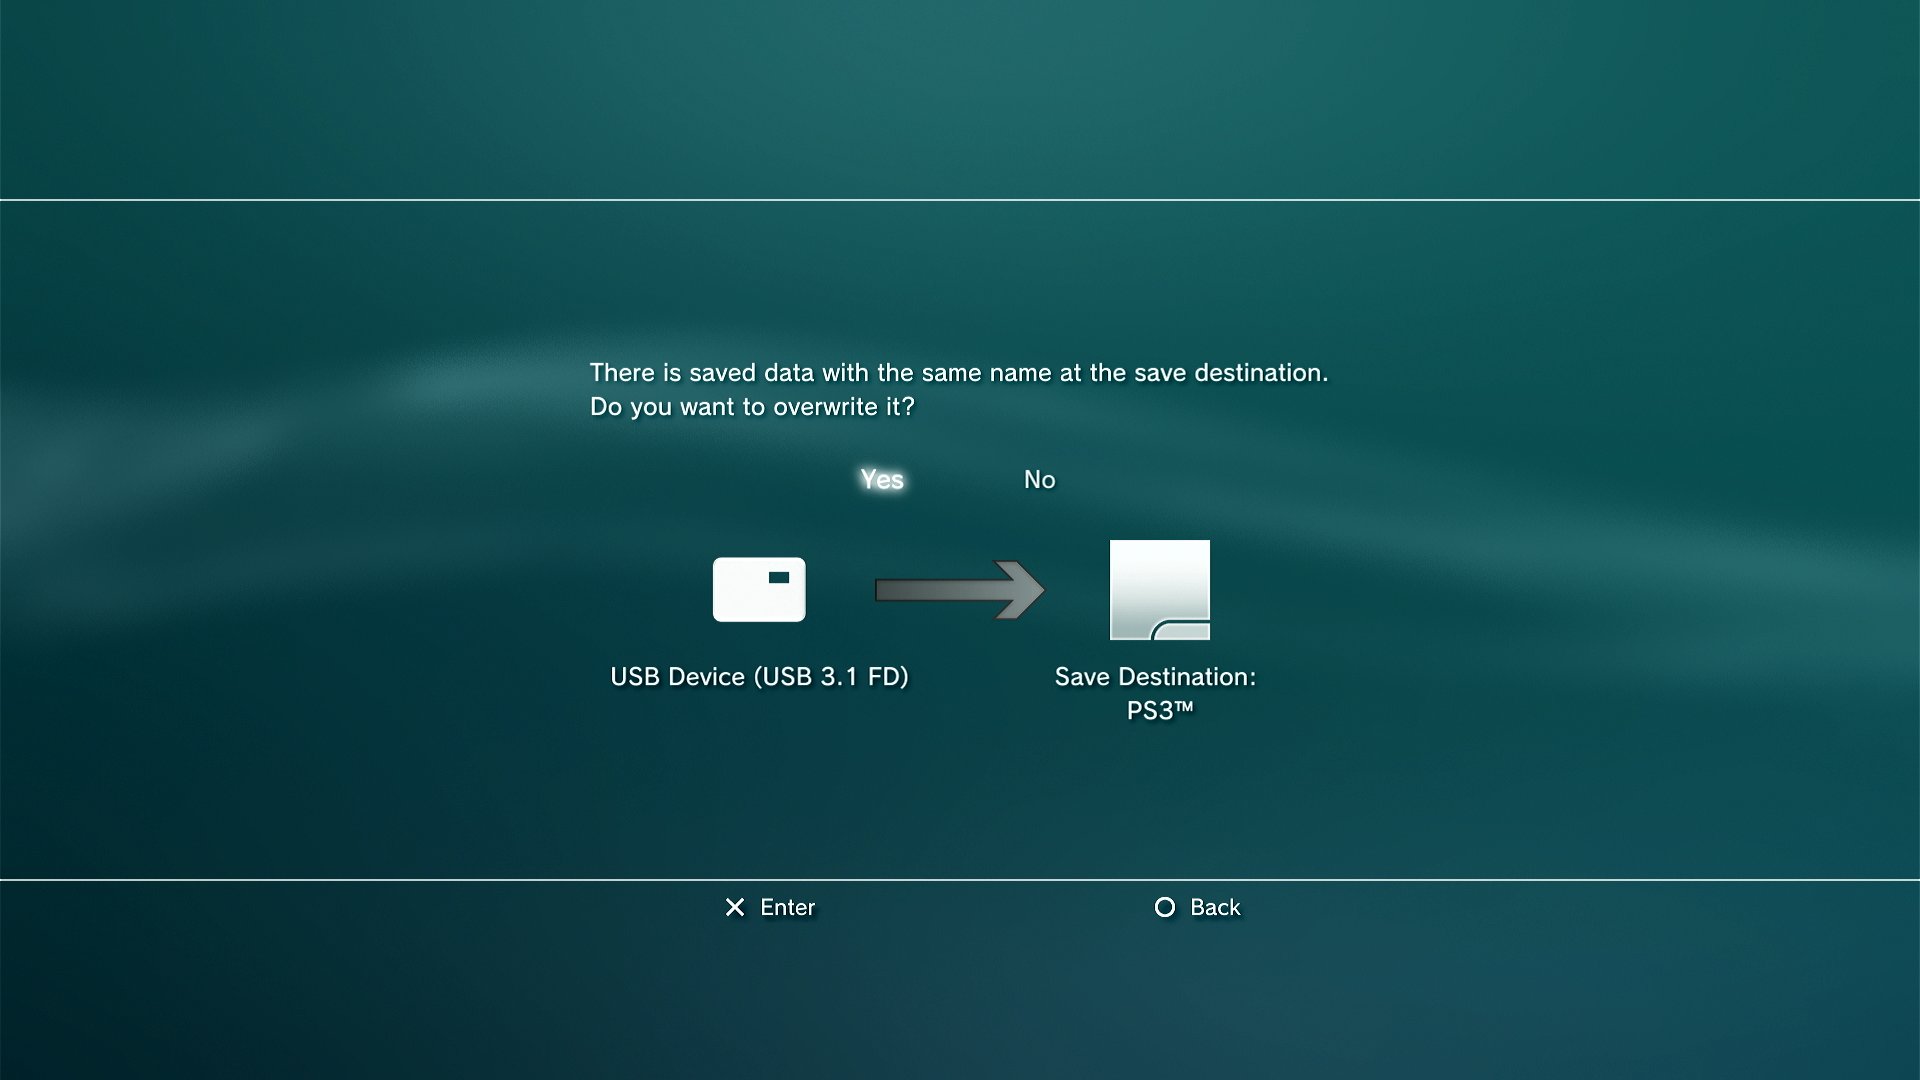 There is saved data with the same name at the save destination.
Do you want to overwrite it?
Yes No
USB Device (USB 3.1 FD)
Save Destination:
PS3™
Enter Back